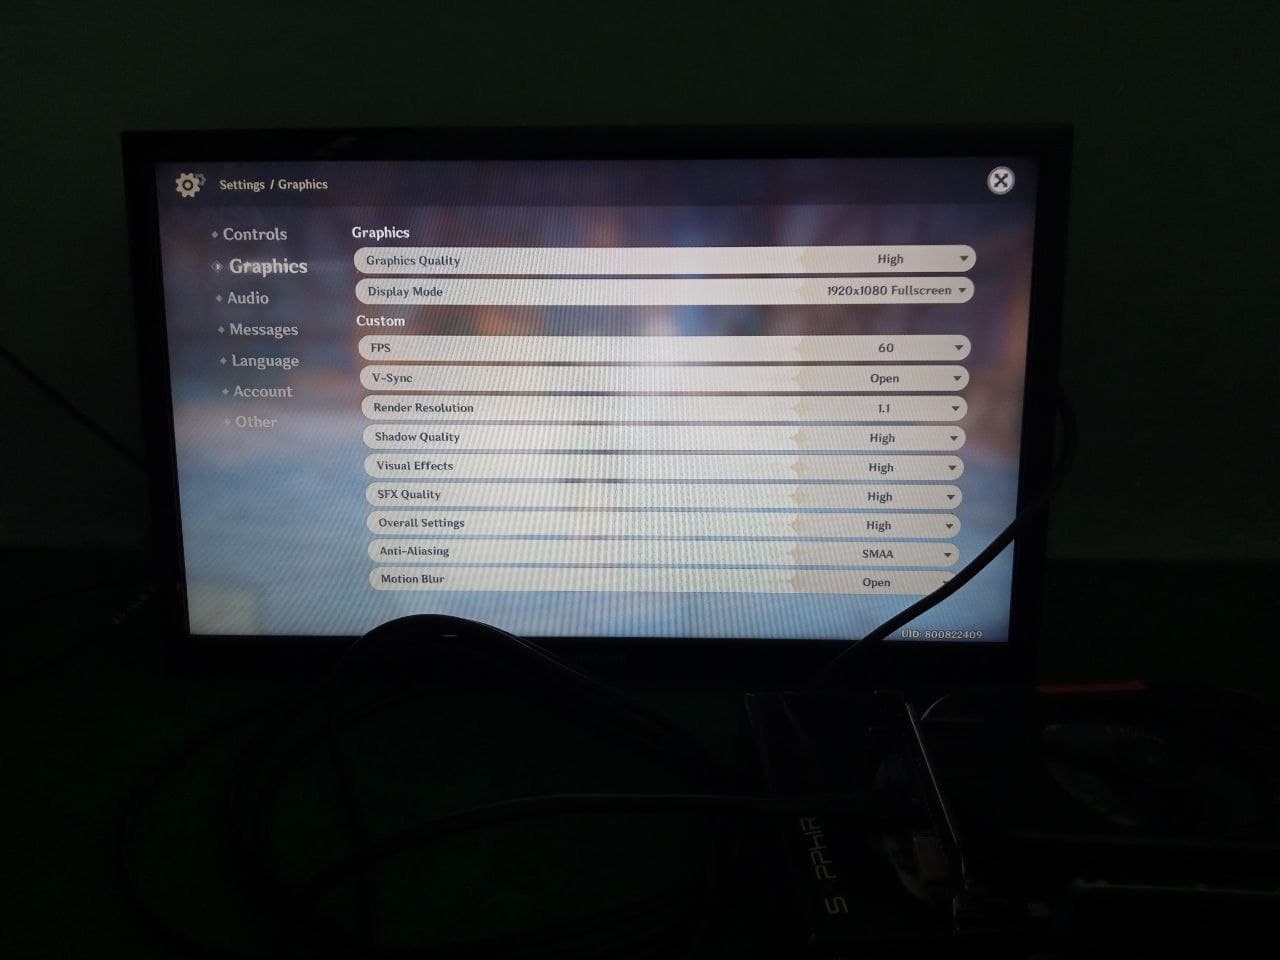 Settings / Graphics
Controls
Graphics
Audio
Messages
Language
Account
Other
Graphics
Graphics Quality High
Display Mode 1920x1080 Fullscreen
Custom
FPS 60
V-Sync Open
Render Resolution 1.1
Shadow Quality High
Visual Effects High
SFX Quality High
Overall Settings High
Anti-Aliasing SMAA
Motion Blur Open
UID: 800822409